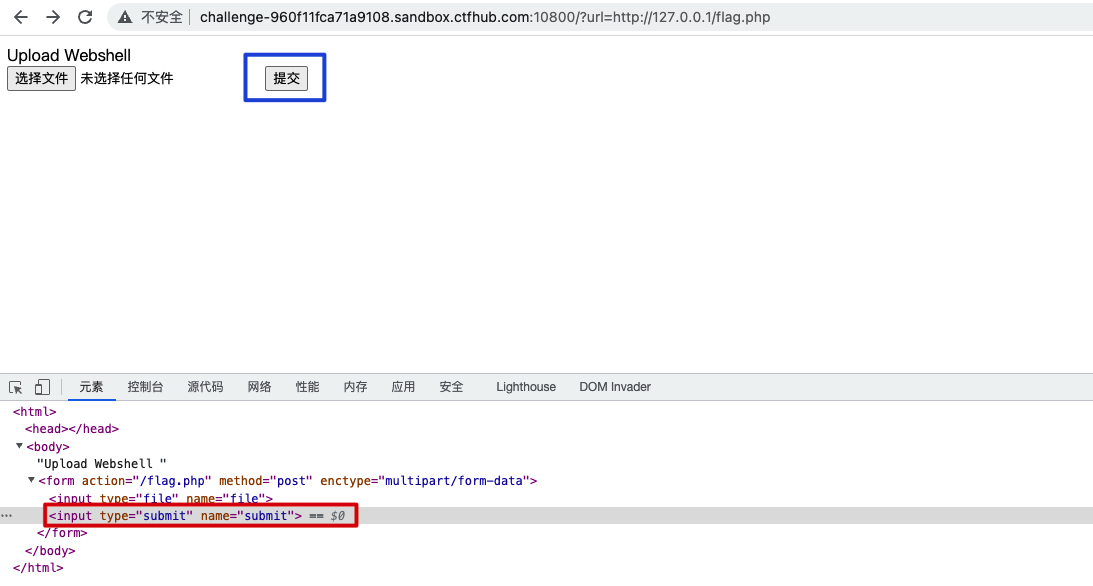 不安全 challenge-960f11fca71a9108.sandbox.ctfhub.com:10800/?url=http://127.0.0.1/flag.php
Upload Webshell
选择文件 未选择任何文件 提交
元素 控制台 源代码 网络 性能 内存 应用 安全 Lighthouse DOM Invader
<html>
<head></head>
<body>
"Upload Webshell "
<form action="/flag.php" method="post" enctype="multipart/form-data">
<input type="file" name="file">
<input type="submit" name="submit"> == $0
</form>
</body>
</html>